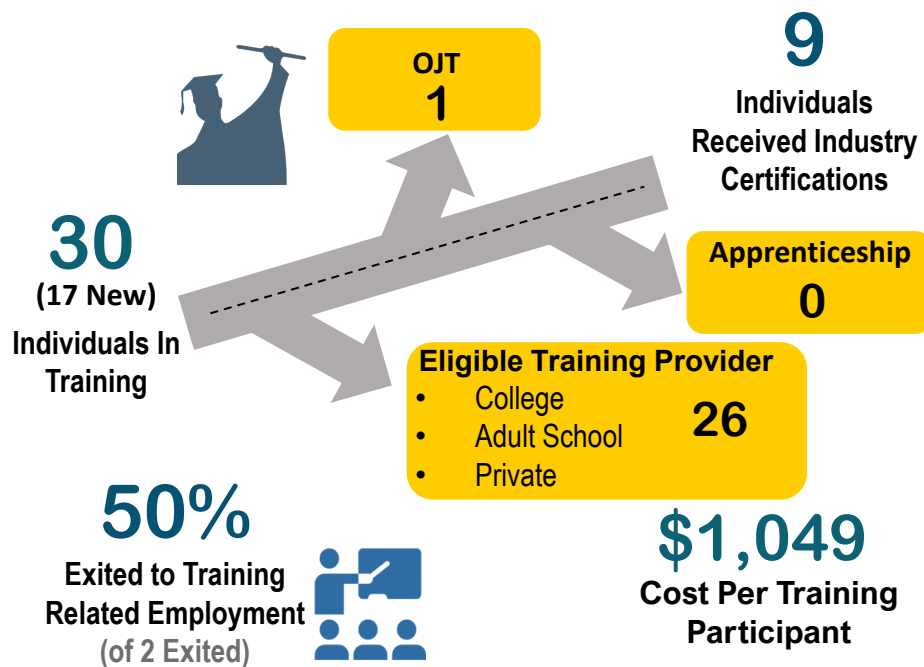 OJT
1
9
Individuals
Received Industry
Certifications
30
(17 New)
Individuals In
Training
Apprenticeship
0
Eligible Training Provider
• College
• Adult School
• Private
26
50%
Exited to Training
Related Employment
(of 2 Exited)
$1,049
Cost Per Training
Participant